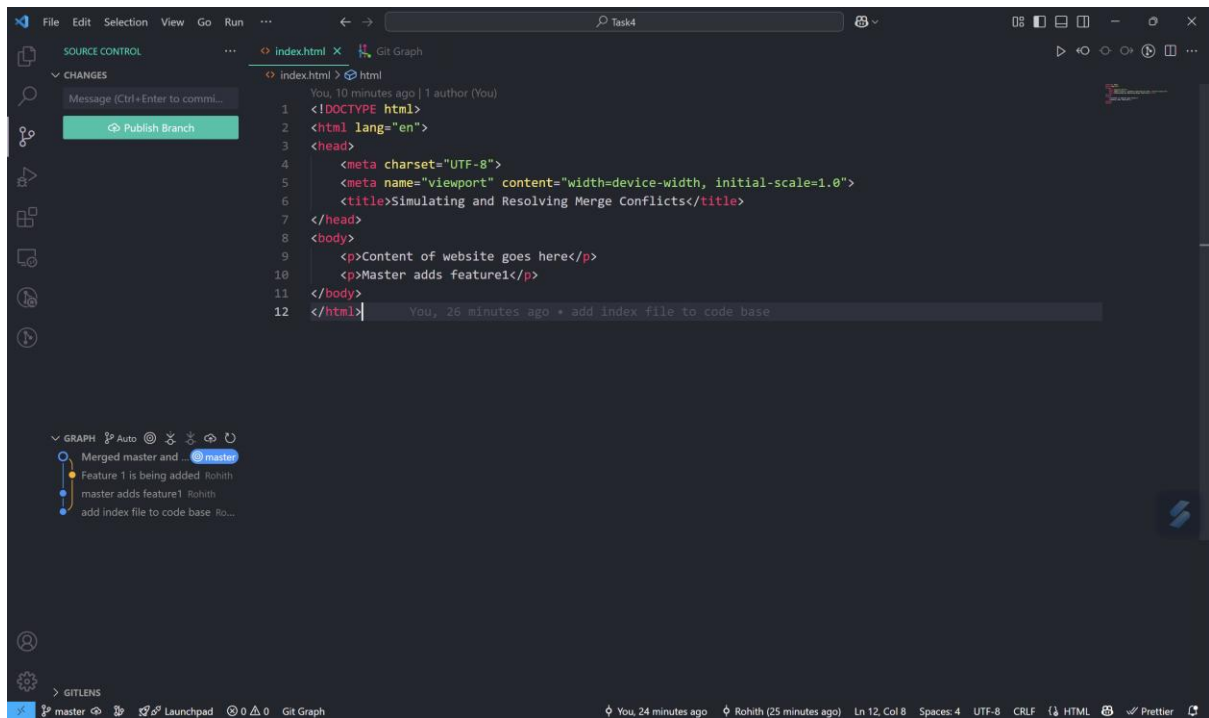 File Edit Selection View Go Run ··· Task4
SOURCE CONTROL ··· index.html Git Graph
CHANGES index.html > html
Message (Ctrl+Enter to commi...
Publish Branch
You, 10 minutes ago | 1 author (You)
1 <!DOCTYPE html>
2 <html lang="en">
3 <head>
4 <meta charset="UTF-8">
5 <meta name="viewport" content="width=device-width, initial-scale=1.0">
6 <title>Simulating and Resolving Merge Conflicts</title>
7 </head>
8 <body>
9 <p>Content of website goes here</p>
10 <p>Master adds feature1</p>
11 </body>
12 </html> You, 26 minutes ago • add index file to code base
GRAPH Auto
Merged master and ... master
Feature 1 is being added Rohith
master adds feature1 Rohith
add index file to code base Ro...
GITLENS
master Launchpad 0 0 Git Graph You, 24 minutes ago Rohith (25 minutes ago) Ln 12, Col 8 Spaces: 4 UTF-8 CRLF HTML Prettier